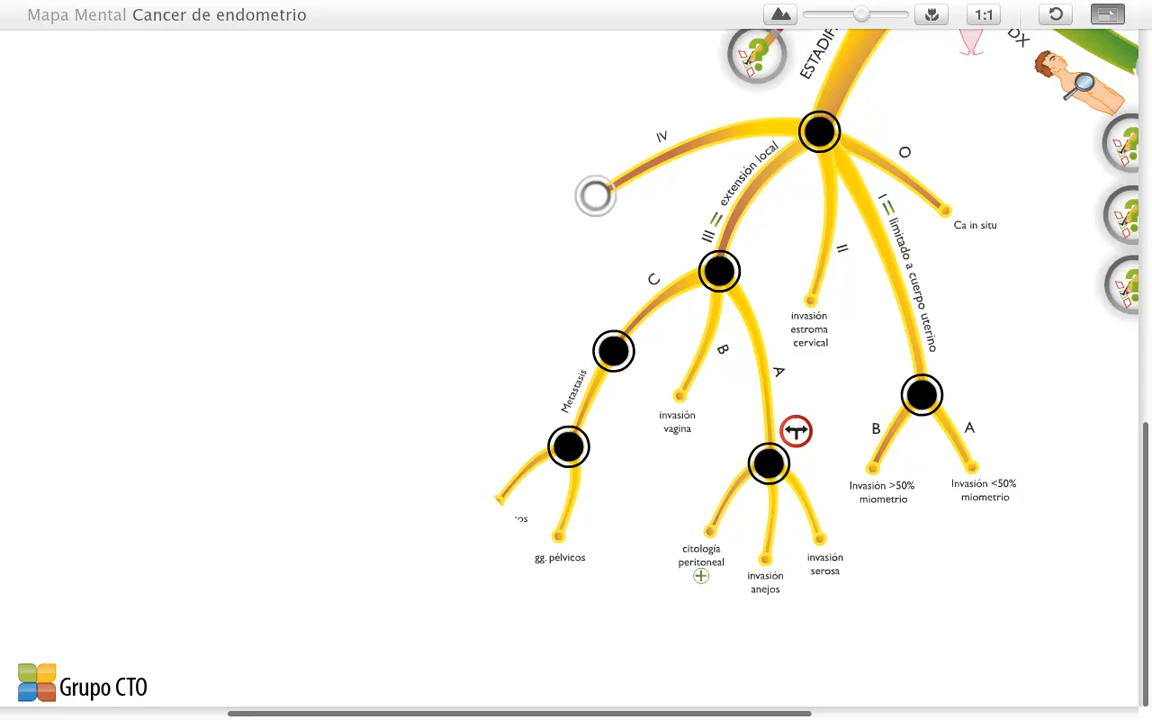 Mapa Mental Cancer de endometrio
1:1
DX
IV
III = extensión local
II
I = limitado a cuerpo uterino
O
Ca in situ
C
B
A
invasión
estroma
cervical
Metastasis
invasión
vagina
B
A
Invasión >50%
miometrio
Invasión <50%
miometrio
gg. pélvicos
citología
peritoneal
invasión
anejos
invasión
serosa
Grupo CTO